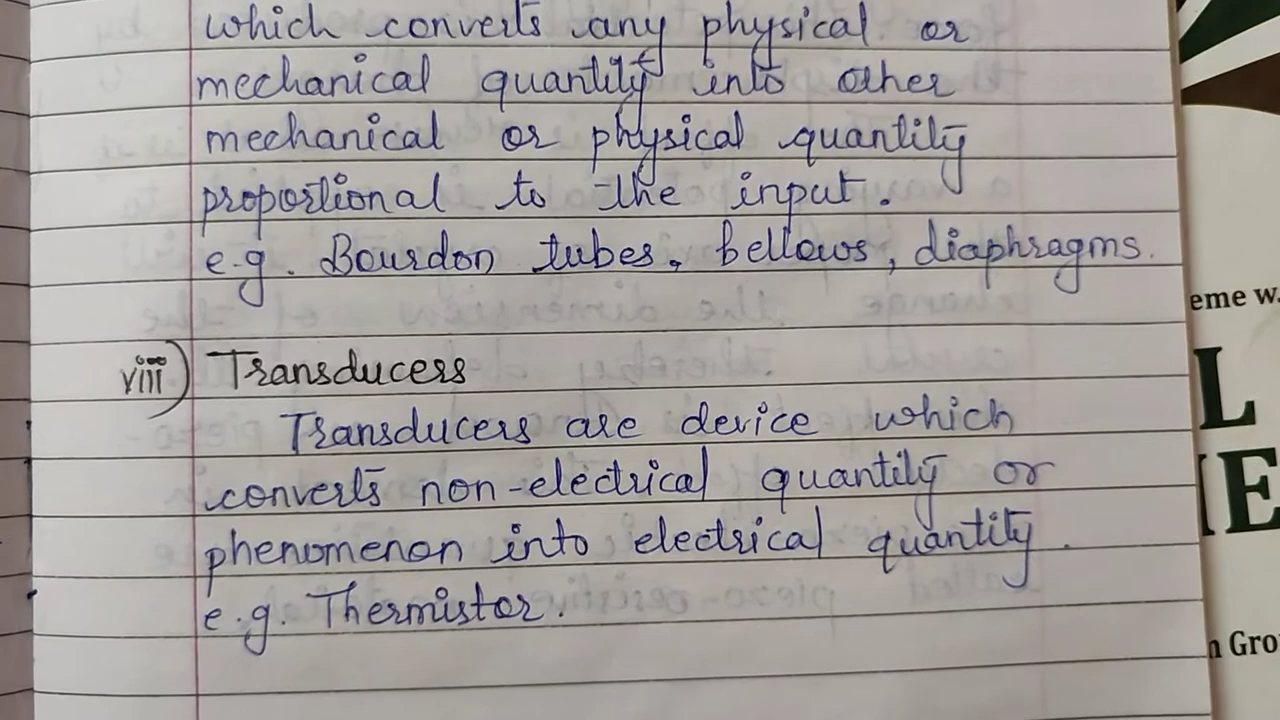 which converts any physical or
mechanical quantity into other
mechanical or physical quantity
proportional to the input.
e.g. Bourdon tubes, bellows, diaphragms.
viii) Transducers
Transducers are device which
converts non-electrical quantity or
phenomenon into electrical quantity.
e.g. Thermistor.
eme w.
L
E
n Gro